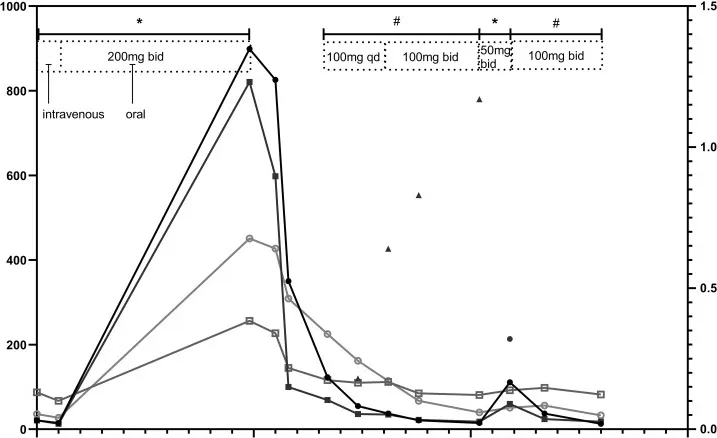 1000
1.5
*
#
*
#
200mg bid
100mg qd
100mg bid
50mg
bid
100mg bid
800
intravenous
oral
1.0
600
400
0.5
200
0
0.0